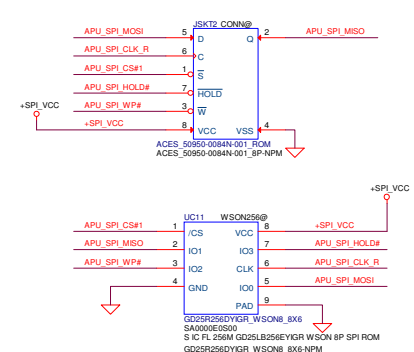 JSKT2 CONN@
APU_SPI_MOSI 5 D Q 2 APU_SPI_MISO
APU_SPI_CLK_R 6 C
APU_SPI_CS#1 1 S
APU_SPI_HOLD# 7 HOLD
APU_SPI_WP# 3 W
+SPI_VCC
+SPI_VCC 8 VCC VSS 4
ACES_50950-0084N-001_ROM
ACES_50950-0084N-001_8P-NPM
+SPI_VCC
UC11 WSON256@
APU_SPI_CS#1 1 /CS VCC 8 +SPI_VCC
APU_SPI_MISO 2 IO1 IO3 7 APU_SPI_HOLD#
APU_SPI_WP# 3 IO2 CLK 6 APU_SPI_CLK_R
4 GND IO0 5 APU_SPI_MOSI
PAD 9
GD25R256DYIGR_WSON8_8X6
SA0000E0S00
S IC FL 256M GD25LB256EYIGR WSON 8P SPI ROM
GD25R256DYIGR_WSON8_8X6-NPM